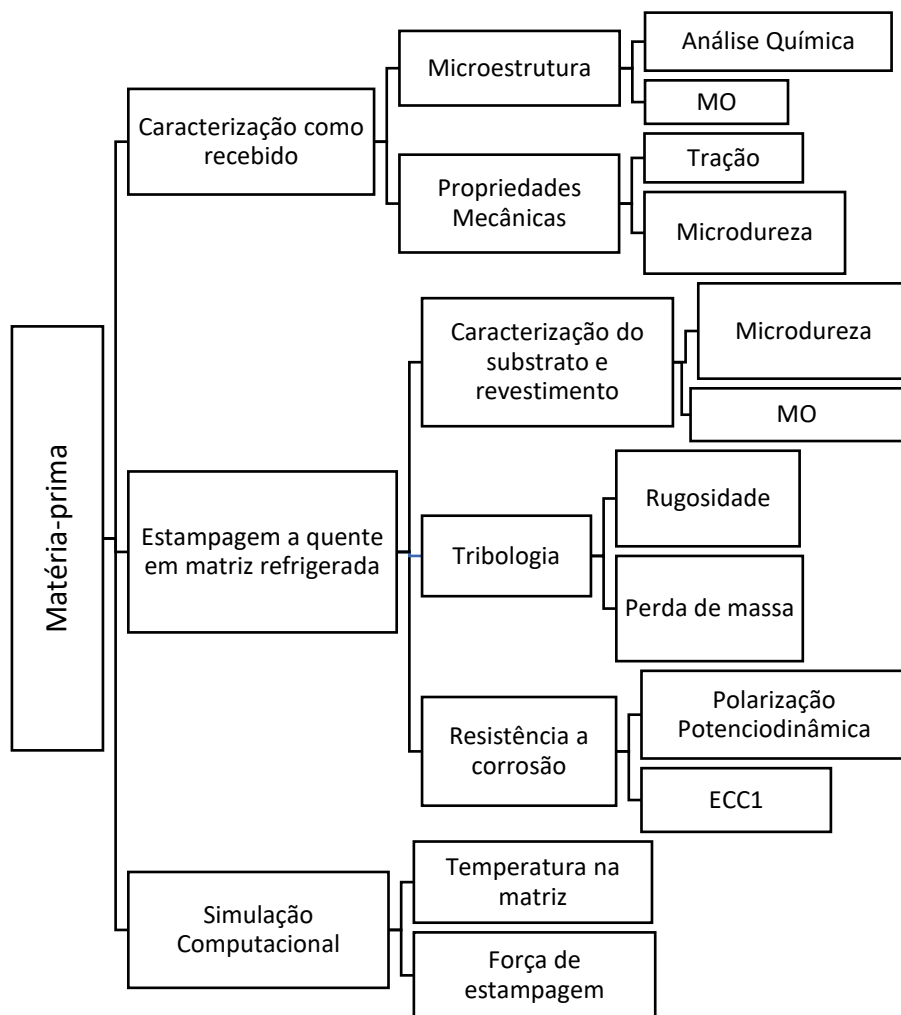 Matéria-prima
Caracterização como
recebido
Microestrutura
Análise Química
MO
Propriedades
Mecânicas
Tração
Microdureza
Estampagem a quente
em matriz refrigerada
Caracterização do
substrato e
revestimento
Microdureza
MO
Tribologia
Rugosidade
Perda de massa
Resistência a
corrosão
Polarização
Potenciodinâmica
ECC1
Simulação
Computacional
Temperatura na
matriz
Força de
estampagem